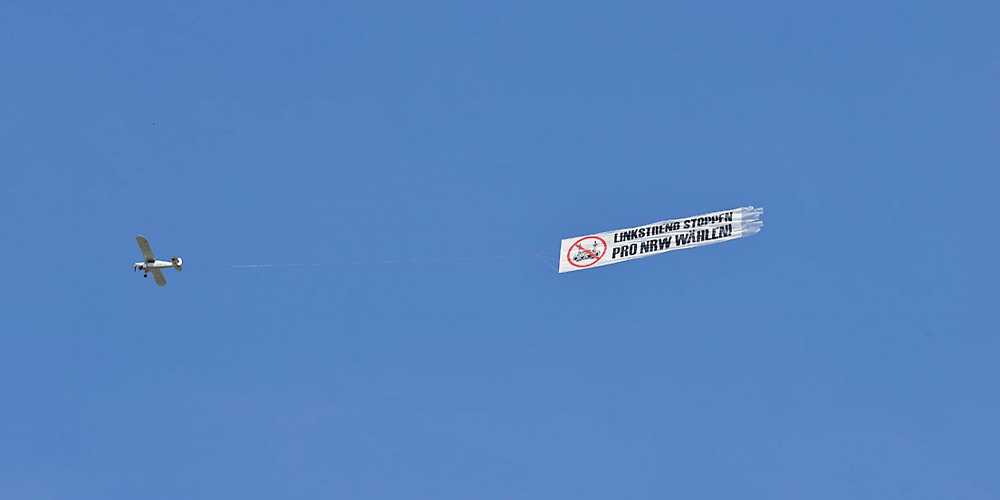 LINKSTREND STOPPEN
PRO NRW WÄHLEN!